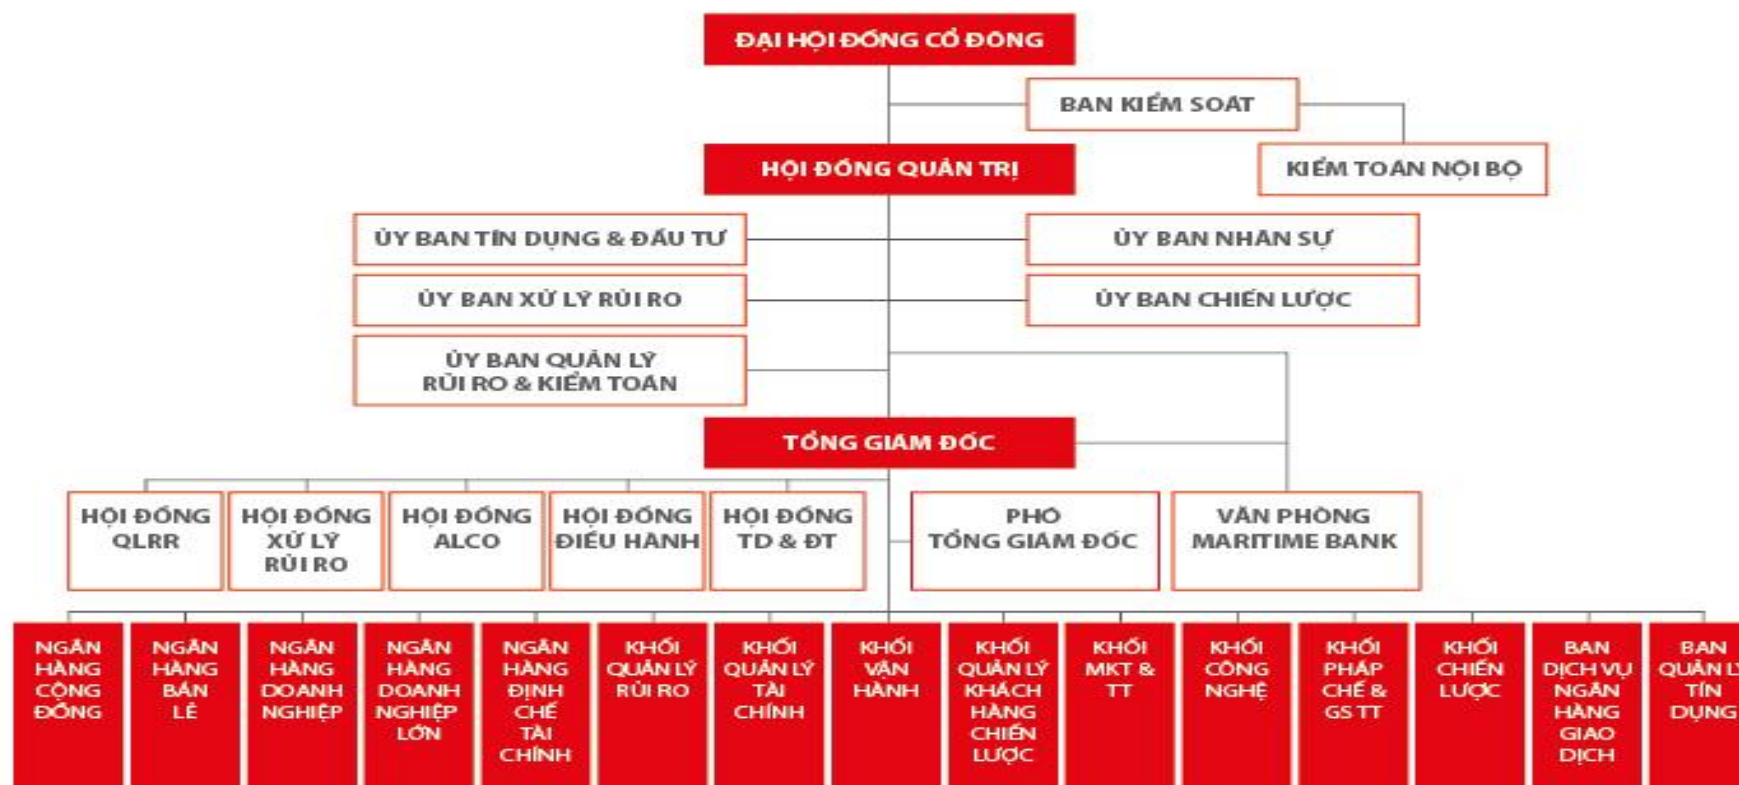 ĐẠI HỘI ĐỒNG CỔ ĐÔNG
BAN KIỂM SOÁT
HỘI ĐỒNG QUẢN TRỊ
KIỂM TOÁN NỘI BỘ
ỦY BAN TÍN DỤNG & ĐẦU TƯ
ỦY BAN NHÂN SỰ
ỦY BAN XỬ LÝ RỦI RO
ỦY BAN CHIẾN LƯỢC
ỦY BAN QUẢN LÝ
RỦI RO & KIỂM TOÁN
TỔNG GIÁM ĐỐC
HỘI ĐỒNG
QLRR
HỘI ĐỒNG
XỬ LÝ
RỦI RO
HỘI ĐỒNG
ALCO
HỘI ĐỒNG
ĐIỀU HÀNH
HỘI ĐỒNG
TD & ĐT
PHÓ
TỔNG GIÁM ĐỐC
VĂN PHÒNG
MARITIME BANK
NGÂN
HÀNG
CỘNG
ĐỒNG
NGÂN
HÀNG
BÁN
LẺ
NGÂN
HÀNG
DOANH
NGHIỆP
NGÂN
HÀNG
DOANH
NGHIỆP
LỚN
NGÂN
HÀNG
ĐỊNH
CHẾ
TÀI
CHÍNH
KHỐI
QUẢN LÝ
RỦI RO
KHỐI
QUẢN LÝ
TÀI
CHÍNH
KHỐI
VẬN
HÀNH
KHỐI
QUẢN LÝ
KHÁCH
HÀNG
CHIẾN
LƯỢC
KHỐI
MKT &
TT
KHỐI
CÔNG
NGHỆ
KHỐI
PHÁP
CHẾ &
GS TT
KHỐI
CHIẾN
LƯỢC
BAN
DỊCH VỤ
NGÂN
HÀNG
GIAO
DỊCH
BAN
QUẢN LÝ
TÍN
DỤNG